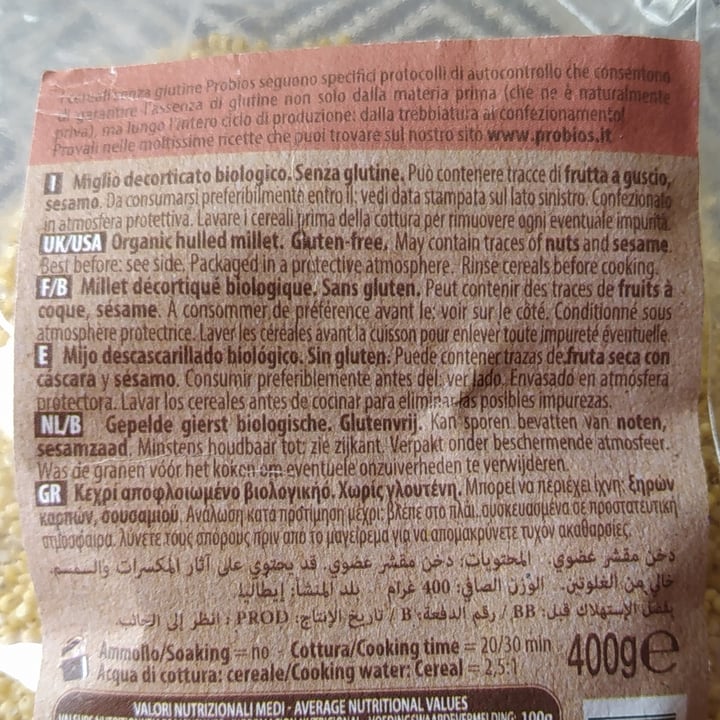 I cereali senza glutine Probios seguono specifici protocolli di autocontrollo che consentono
di garantire l'assenza di glutine non solo dalla materia prima (che ne è naturalmente
priva), ma lungo l'intero ciclo di produzione: dalla trebbiatura al confezionamento!
Provali nelle moltissime ricette che puoi trovare sul nostro sito www.probios.it
I Miglio decorticato biologico. Senza glutine. Può contenere tracce di frutta a guscio,
sesamo. Da consumarsi preferibilmente entro il: vedi data stampata sul lato sinistro. Confezionato
in atmosfera protettiva. Lavare i cereali prima della cottura per rimuovere ogni eventuale impurità.
UK/USA Organic hulled millet. Gluten-free. May contain traces of nuts and sesame.
Best before: see side. Packaged in a protective atmosphere. Rinse cereals before cooking.
F/B Millet décortiqué biologique. Sans gluten. Peut contenir des traces de fruits à
coque, sésame. À consommer de préférence avant le: voir sur le côté. Conditionné sous
atmosphère protectrice. Laver les céréales avant la cuisson pour enlever toute impureté éventuelle.
E Mijo descascarillado biológico. Sin gluten. Puede contener trazas de fruta seca con
cáscara y sésamo. Consumir preferiblemente antes del: ver lado. Envasado en atmósfera
protectora. Lavar los cereales antes de cocinar para eliminar las posibles impurezas.
NL/B Gepelde gierst biologische. Glutenvrij. Kan sporen bevatten van noten,
sesamzaad. Minstens houdbaar tot: zie zijkant. Verpakt onder beschermende atmosfeer.
Was de granen vóór het koken om eventuele onzuiverheden te verwijderen.
GR Κεχρί αποφλοιωμένο βιολογικής. Χωρίς γλουτένη. Μπορεί να περιέχει ίχνη: ξηρών
καρπών, σουσαμιού. Ανάλωση κατά προτίμηση μέχρι: βλέπε στο πλάι. συσκευασμένα σε προστατευτική
ατμόσφαιρα. λύνετε τους σπόρους πριν από το μαγείρεμα για να απομακρύνετε τυχόν ακαθαρσίες.
دخن مقشر عضوي. المحتويات: دخن مقشر عضوي. قد يحتوي على آثار المكسرات والسمسم.
خالي من الغلوتين. الوزن الصافي: 400 غرام بلد المنشأ: إيطاليا
يفضل الإستهلاك قبل: BB / رقم الدفعة: B / تاريخ الإنتاج: PROD : انظر إلى الجانب.
Ammollo/Soaking = no - Cottura/Cooking time = 20/30 min
Acqua di cottura: cereale/Cooking water: Cereal = 2,5:1
400g e
VALORI NUTRIZIONALI MEDI - AVERAGE NUTRITIONAL VALUES